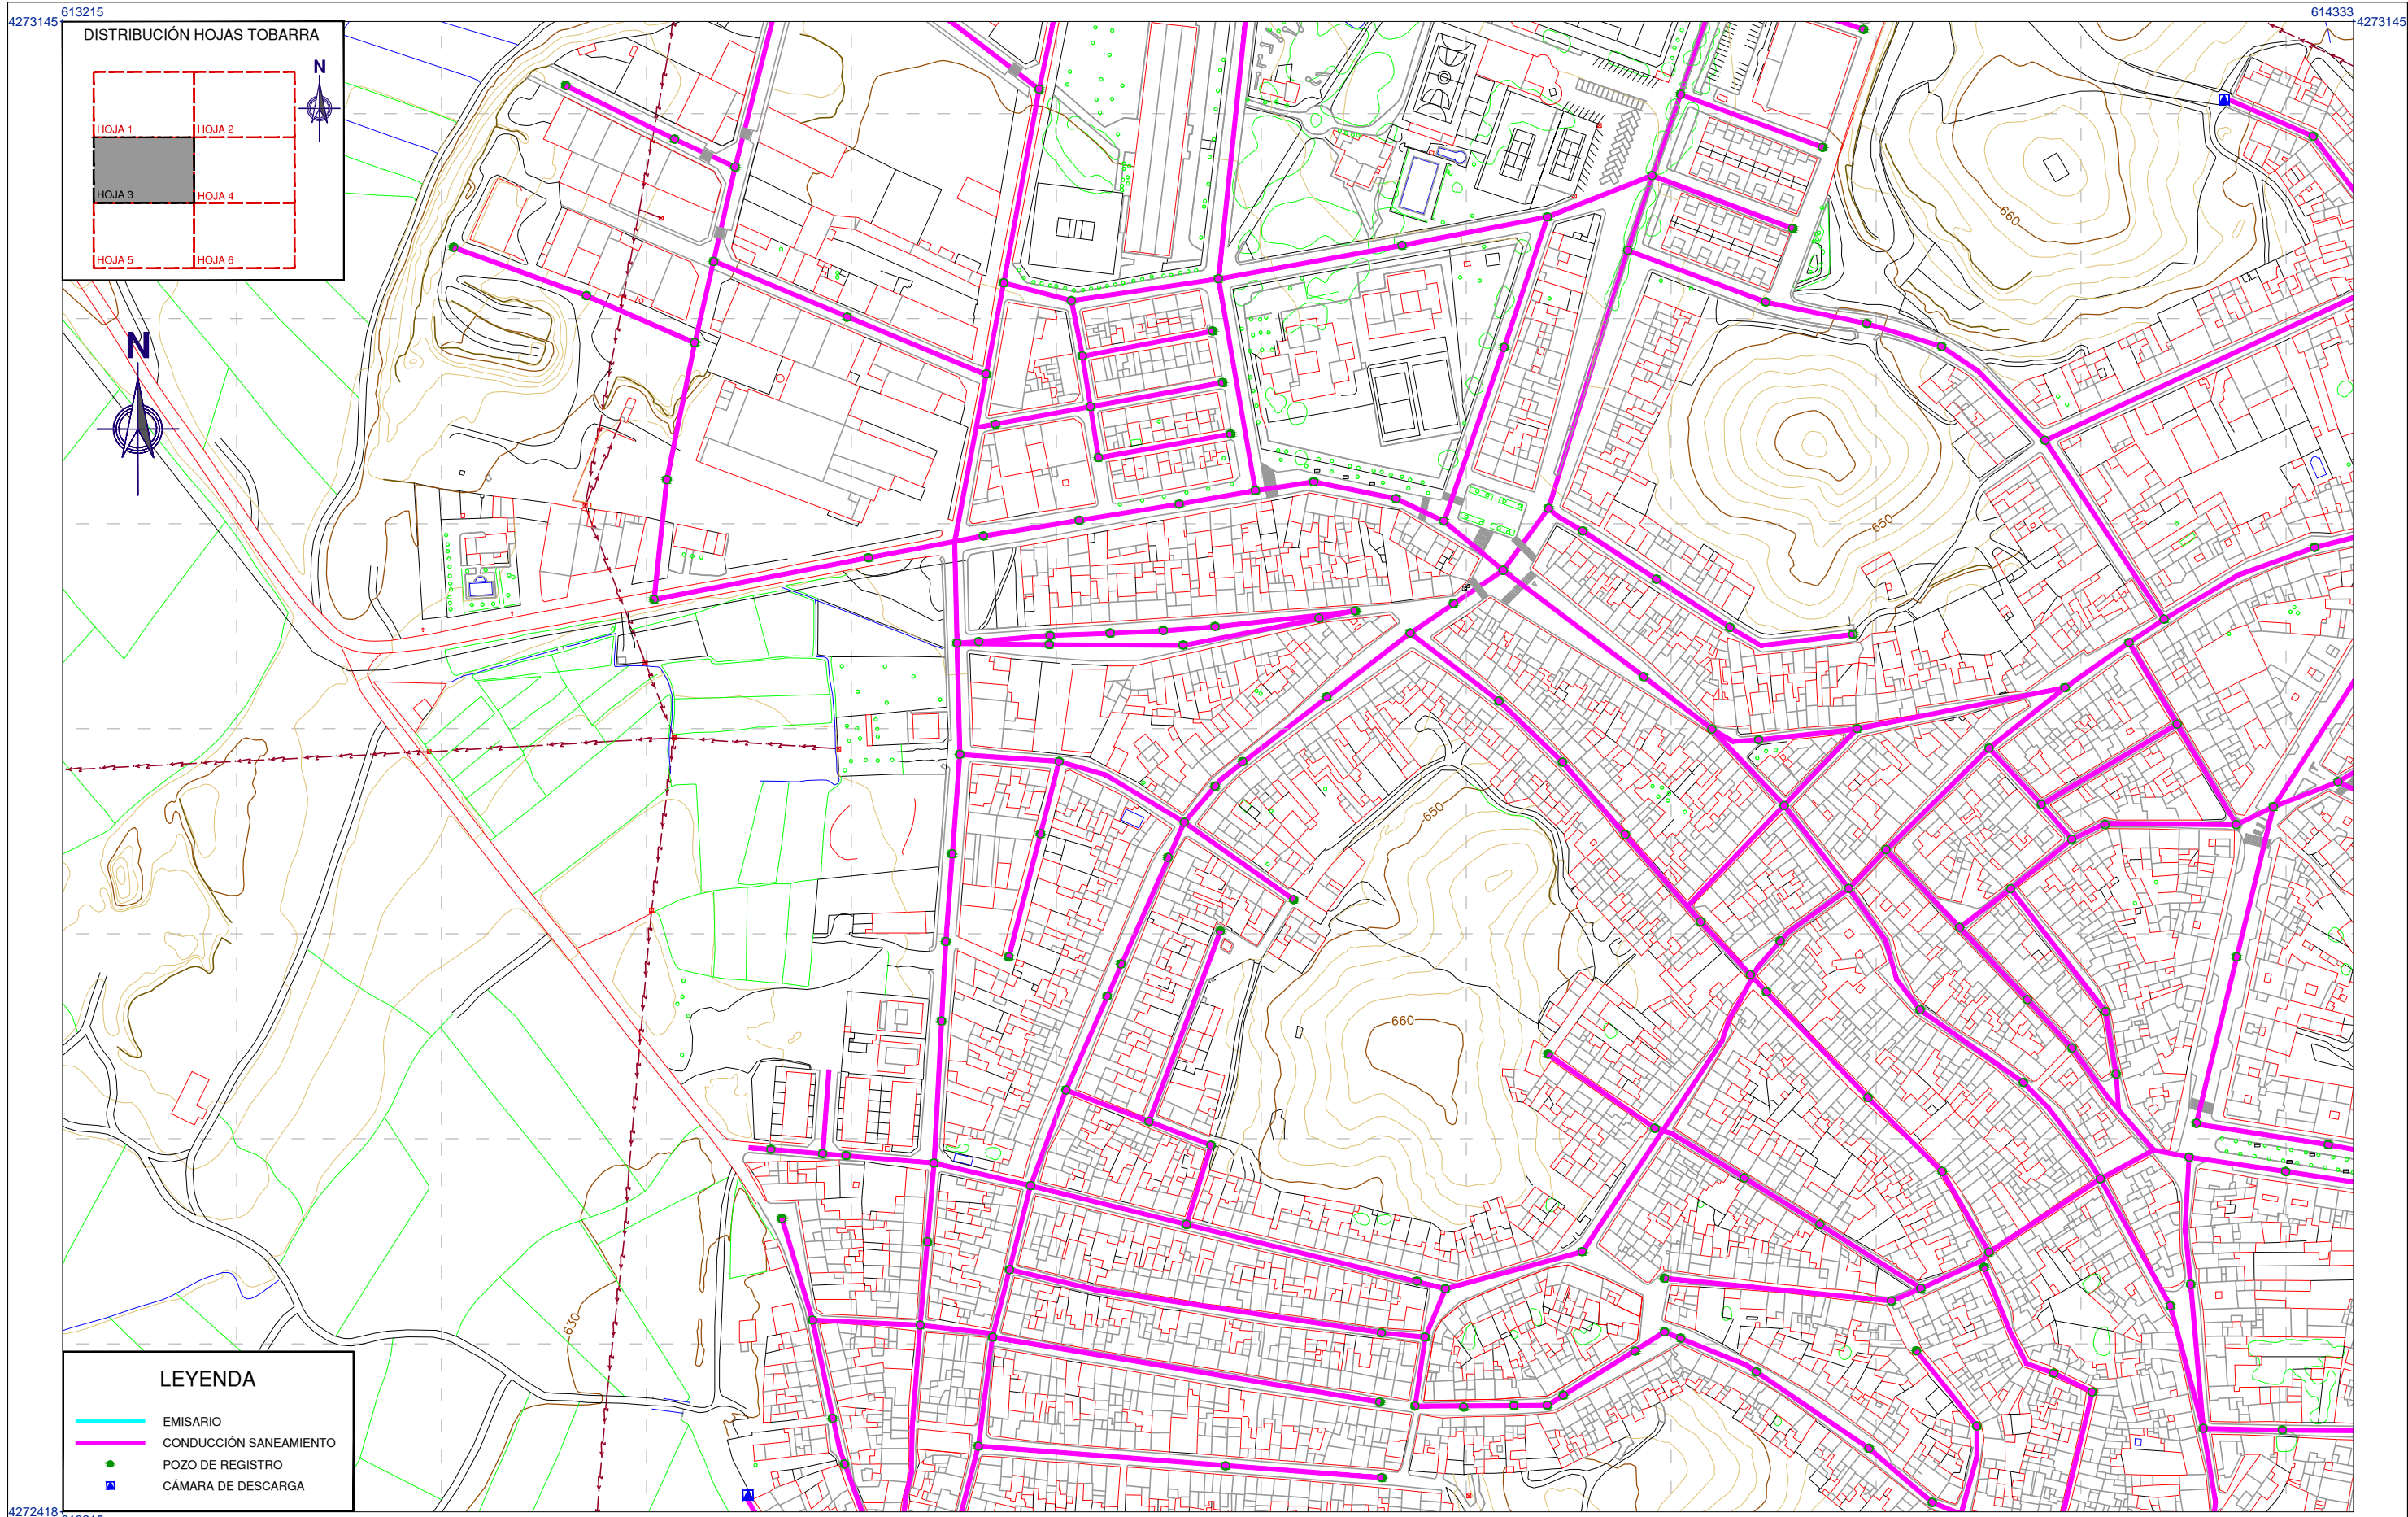 613215
614333
4273145
4273145
DISTRIBUCIÓN HOJAS TOBARRA
N
HOJA 1
HOJA 2
HOJA 3
HOJA 4
HOJA 5
HOJA 6
N
660
650
650
660
630
LEYENDA
EMISARIO
CONDUCCIÓN SANEAMIENTO
POZO DE REGISTRO
CÁMARA DE DESCARGA
4272418